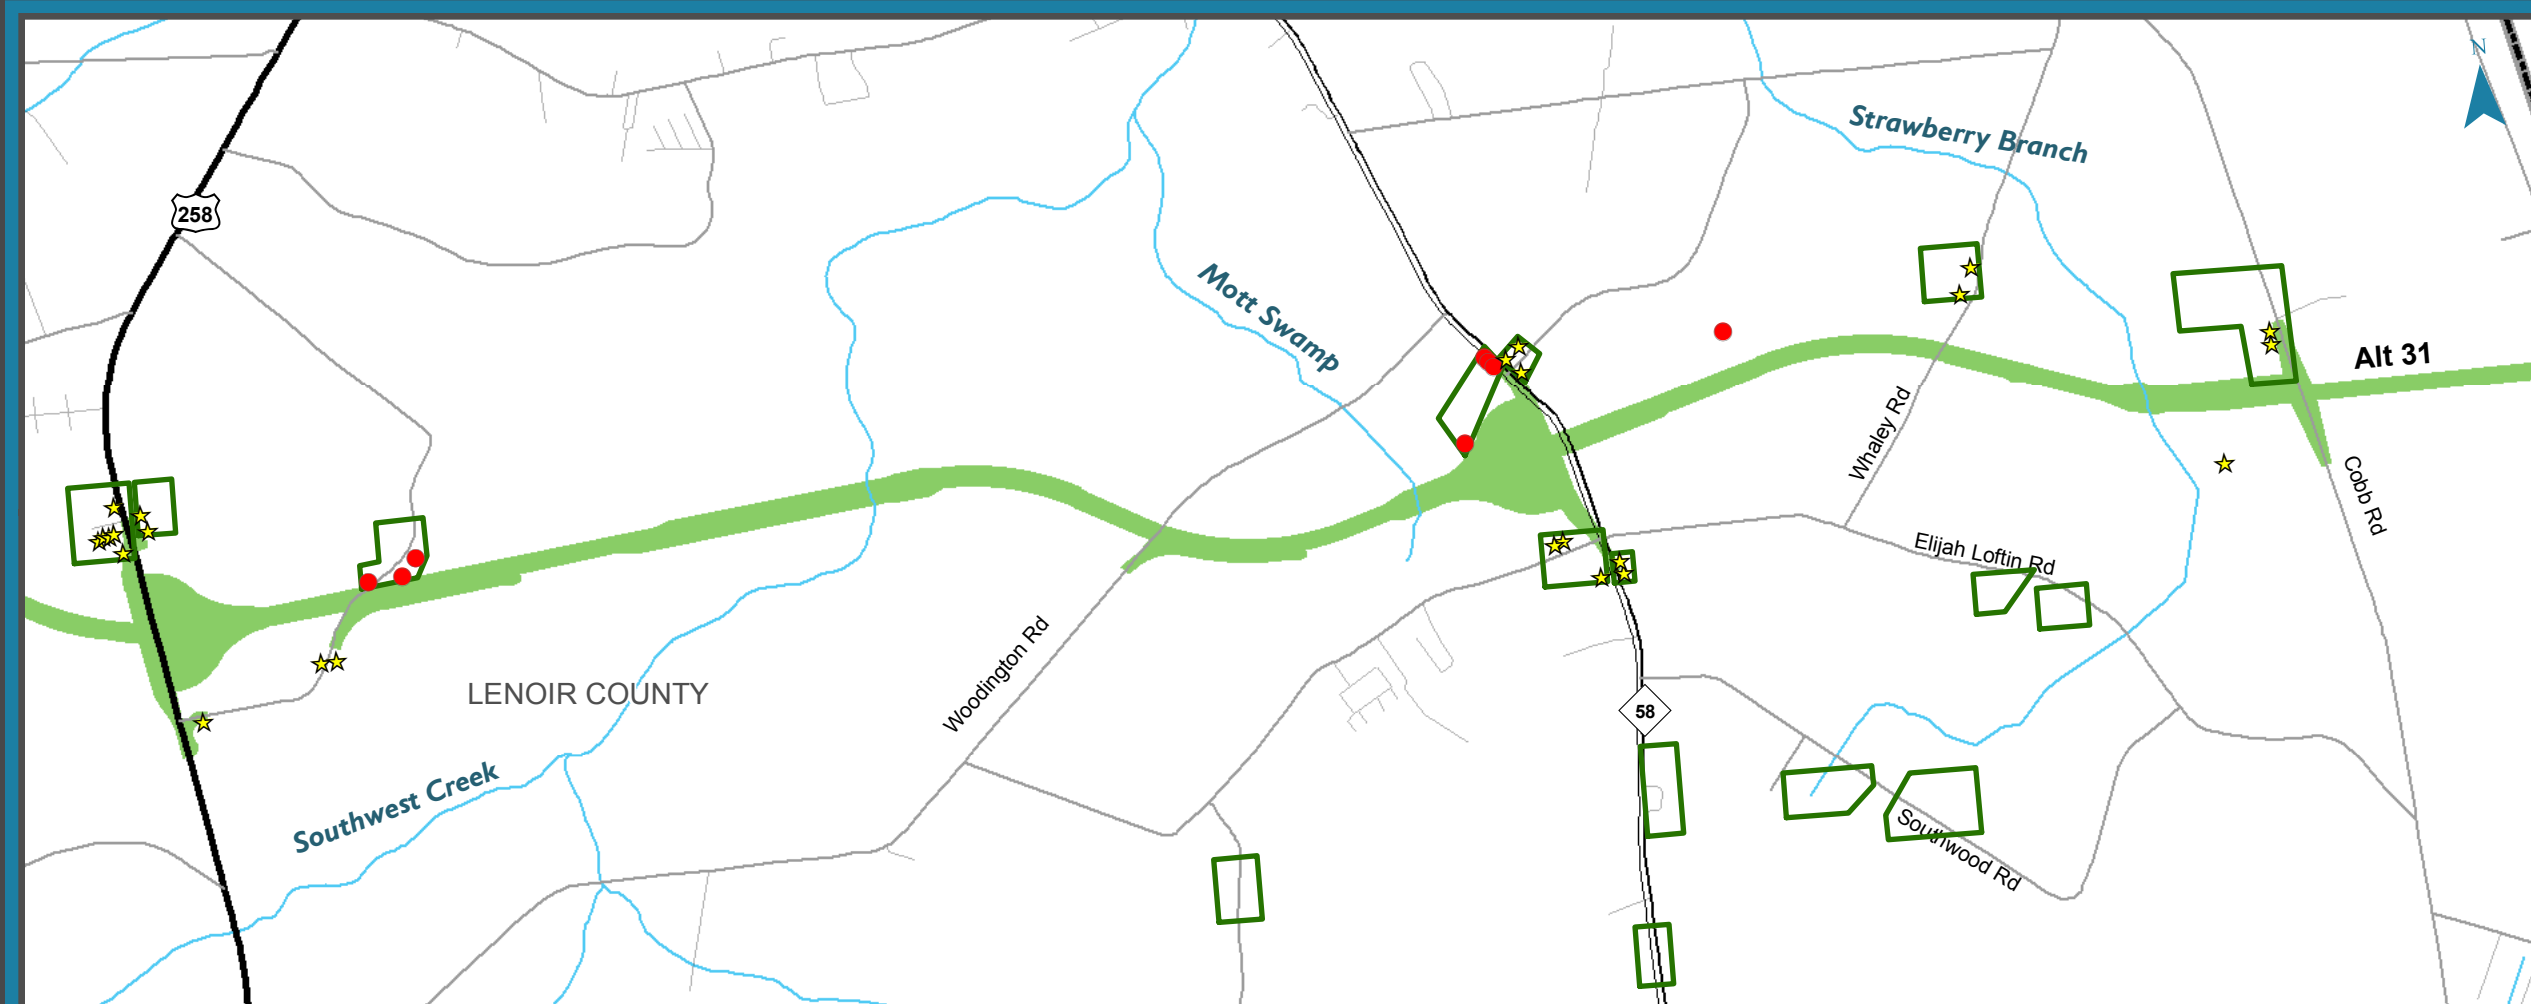 N
Strawberry Branch
258
Mott Swamp
Alt 31
Whaley Rd
Cobb Rd
Elijah Loftin Rd
Woodington Rd
LENOIR COUNTY
58
Southwest Creek
Southwood Rd